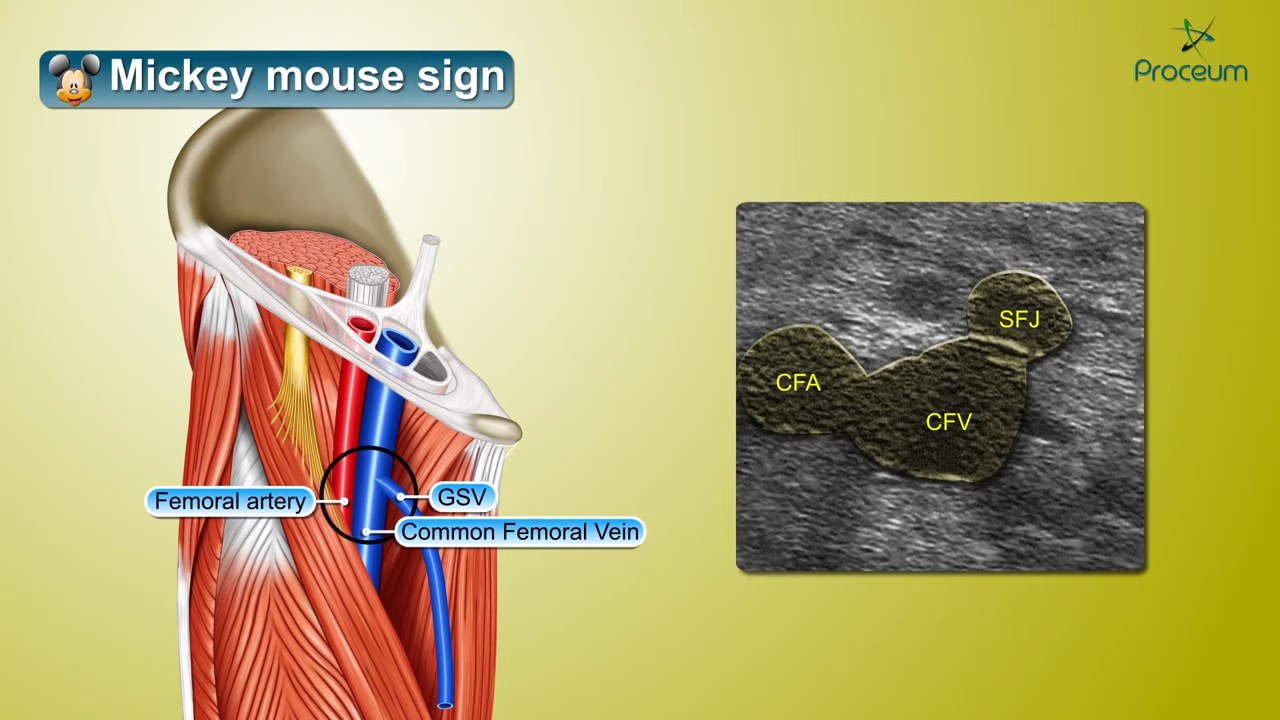 Mickey mouse sign
Proceum
SFJ
CFA
CFV
Femoral artery
GSV
Common Femoral Vein